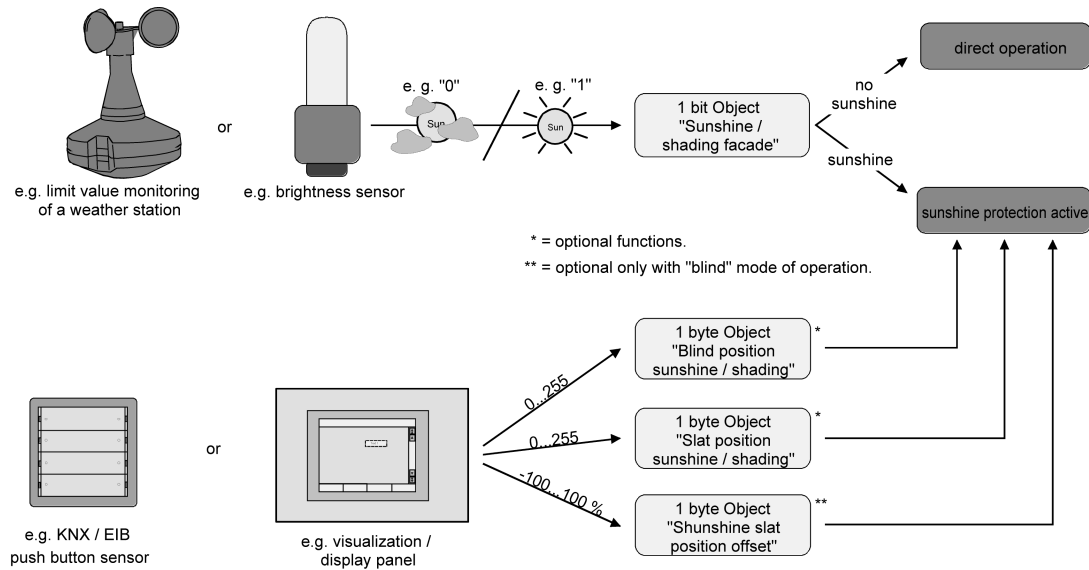 e. g. "0"
e. g. "1"
direct operation
no
sunshine
or
Sun
Sun
1 bit Object
"Sunshine /
shading facade"
sunshine
e.g. limit value monitoring
of a weather station
e.g. brightness sensor
sunshine protection active
* = optional functions.
** = optional only with "blind" mode of operation.
1 byte Object
"Blind position
sunshine / shading"
*
0...255
or
0...255
1 byte Object
"Slat position
sunshine / shading"
*
-100...100 %
1 byte Object
"Shunshine slat
position offset"
**
e.g. KNX / EIB
push button sensor
e.g. visualization /
display panel